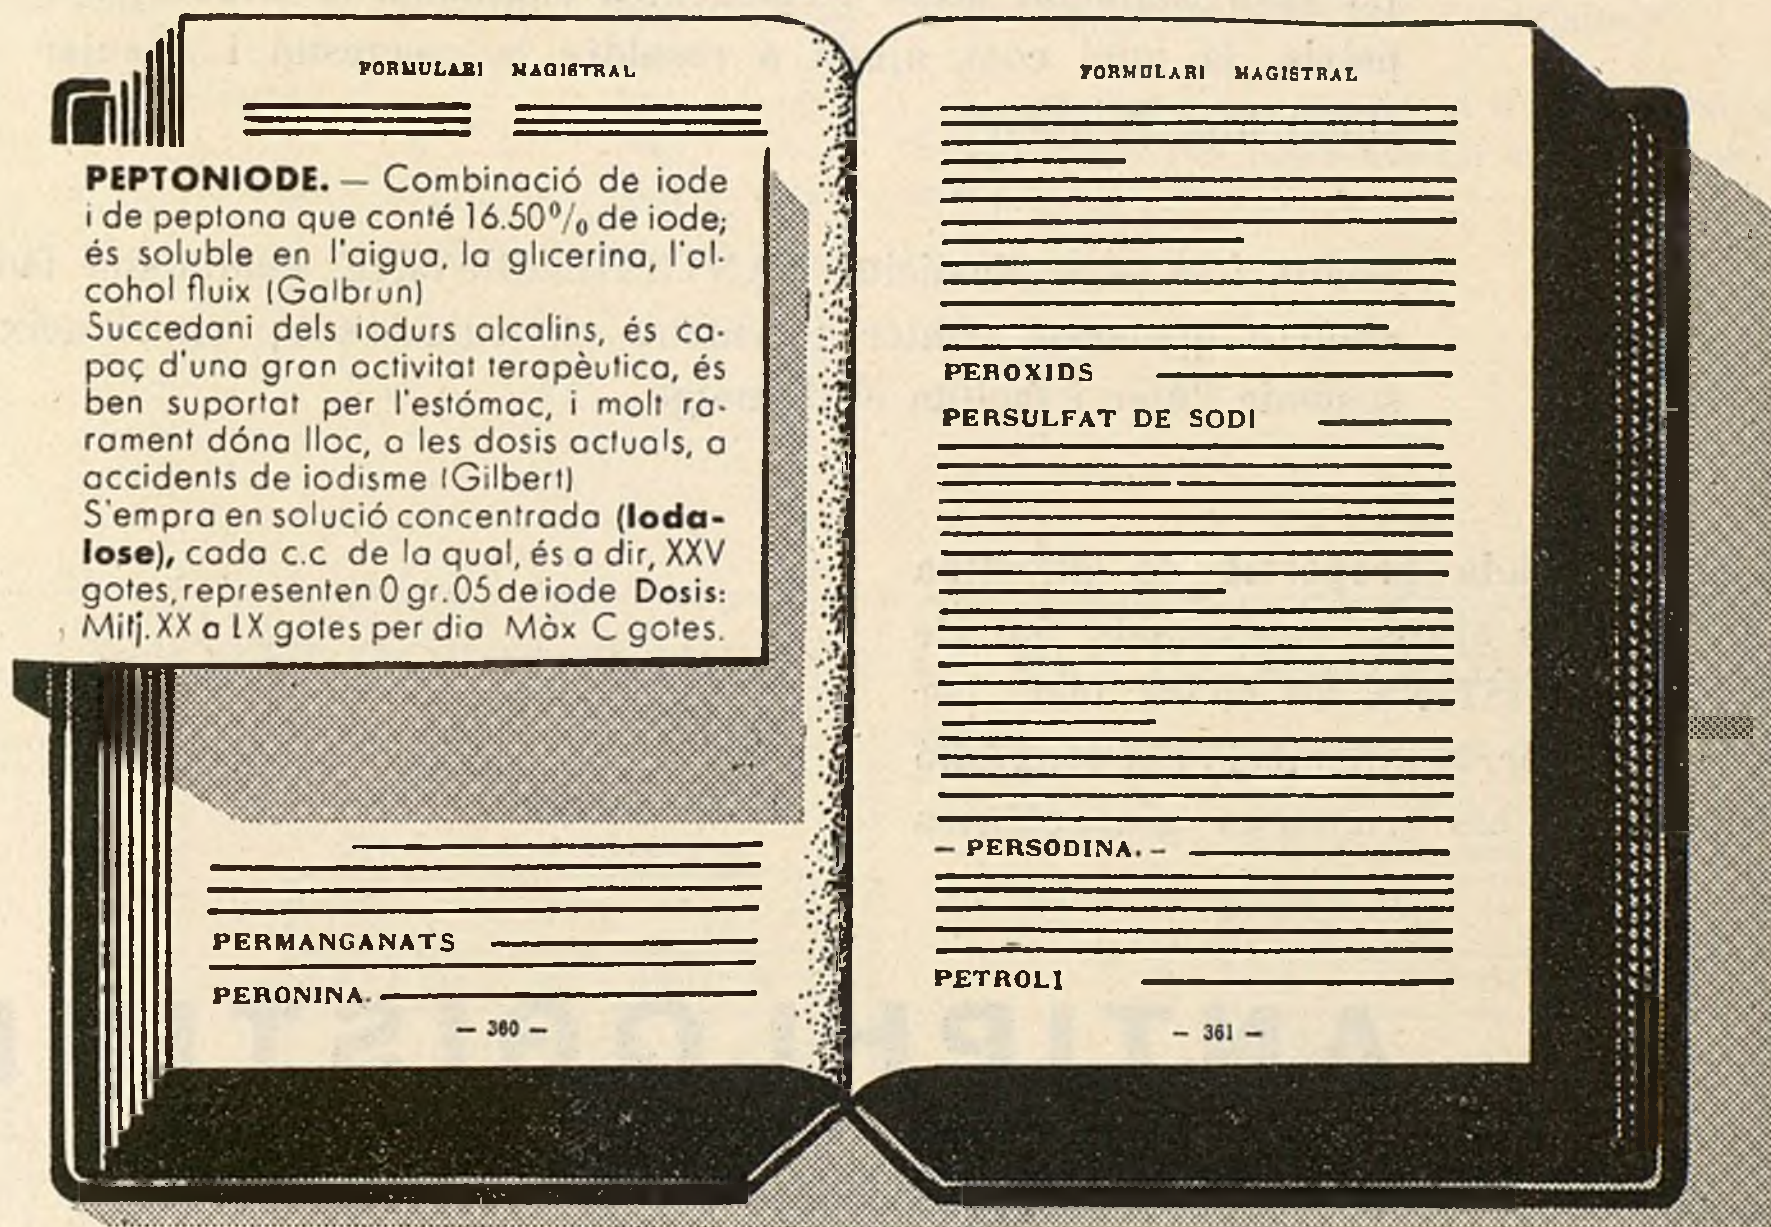 FORMULARI MAGISTRAL
PEPTONIODE. — Combinació de iode
i de peptona que conté 16.50% de iode;
és soluble en l'aigua, la glicerina, l'al-
cohol fluix (Galbrun)
Succedani dels iodurs alcalins, és ca-
paç d'una gran activitat terapèutica, és
ben suportat per l'estómac, i molt ra-
rament dóna lloc, a les dosis actuals, a
accidents de iodisme (Gilbert)
S'empra en solució concentrada (Ioda-
lose), cada c.c de la qual, és a dir, XXV
gotes, representen 0 gr. 05 de iode Dosis:
Mitj. XX a LX gotes per dia Màx C gotes.
PERMANGANATS
PERONINA.
— 360 —
FORMULARI MAGISTRAL
PEROXIDS
PERSULFAT DE SODI
— PERSODINA. —
PETROLI
— 361 —